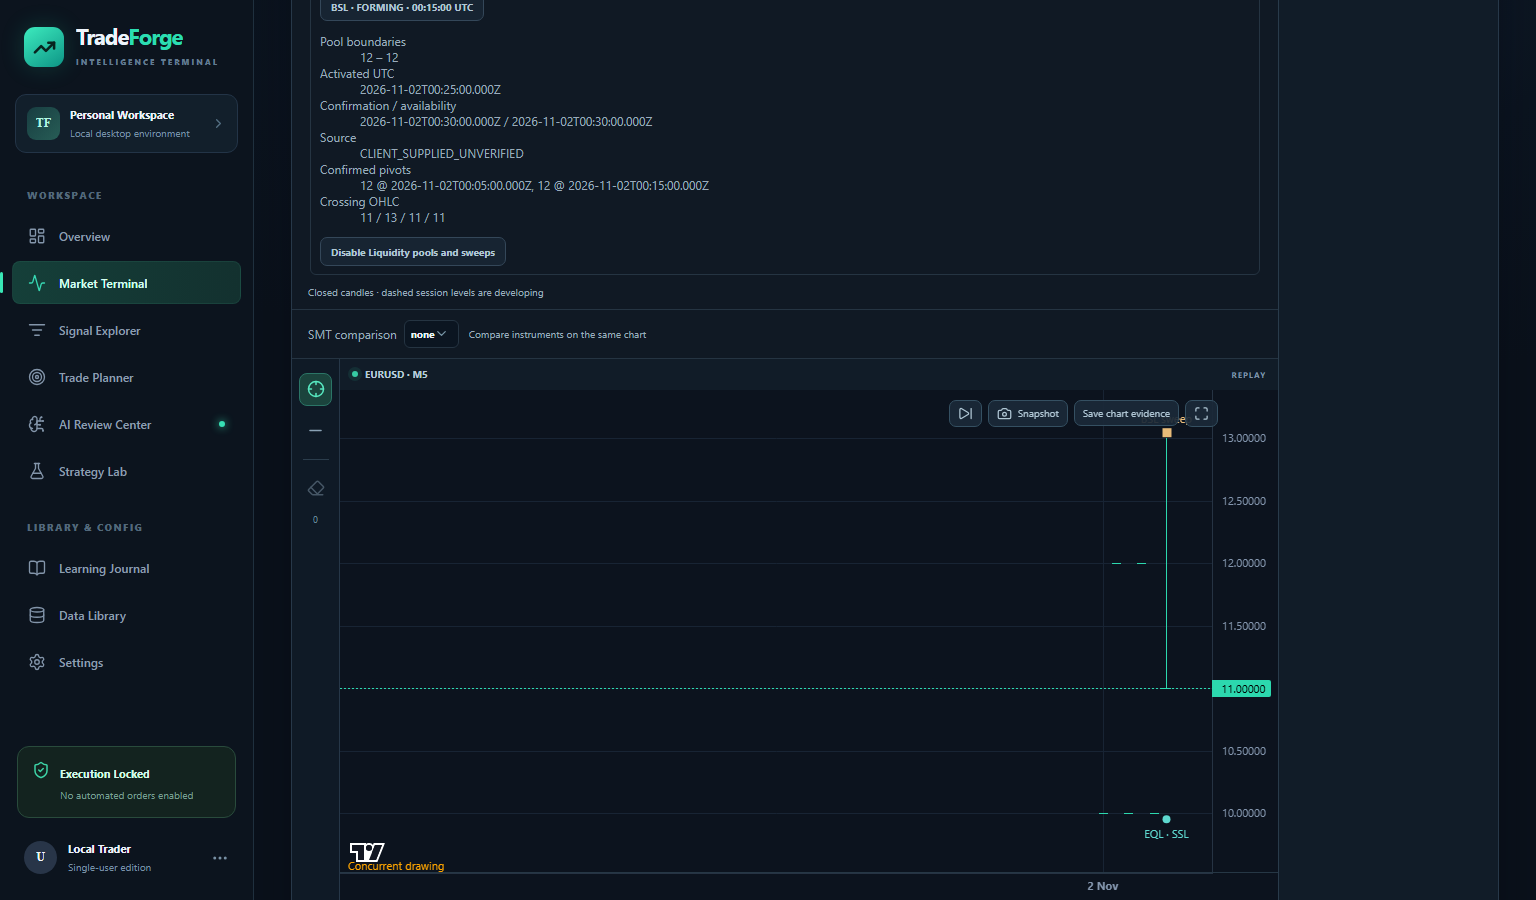 TradeForge
INTELLIGENCE TERMINAL
TF
Personal Workspace
Local desktop environment
WORKSPACE
Overview
Market Terminal
Signal Explorer
Trade Planner
AI Review Center
Strategy Lab
LIBRARY & CONFIG
Learning Journal
Data Library
Settings
Execution Locked
No automated orders enabled
U
Local Trader
Single-user edition
BSL · FORMING · 00:15:00 UTC
Pool boundaries
12 – 12
Activated UTC
2026-11-02T00:25:00.000Z
Confirmation / availability
2026-11-02T00:30:00.000Z / 2026-11-02T00:30:00.000Z
Source
CLIENT_SUPPLIED_UNVERIFIED
Confirmed pivots
12 @ 2026-11-02T00:05:00.000Z, 12 @ 2026-11-02T00:15:00.000Z
Crossing OHLC
11 / 13 / 11 / 11
Disable Liquidity pools and sweeps
Closed candles · dashed session levels are developing
SMT comparison
none
Compare instruments on the same chart
EURUSD · M5
REPLAY
Snapshot
Save chart evidence
13.00000
12.50000
12.00000
11.50000
11.00000
10.50000
10.00000
EQL · SSL
Concurrent drawing
2 Nov
0